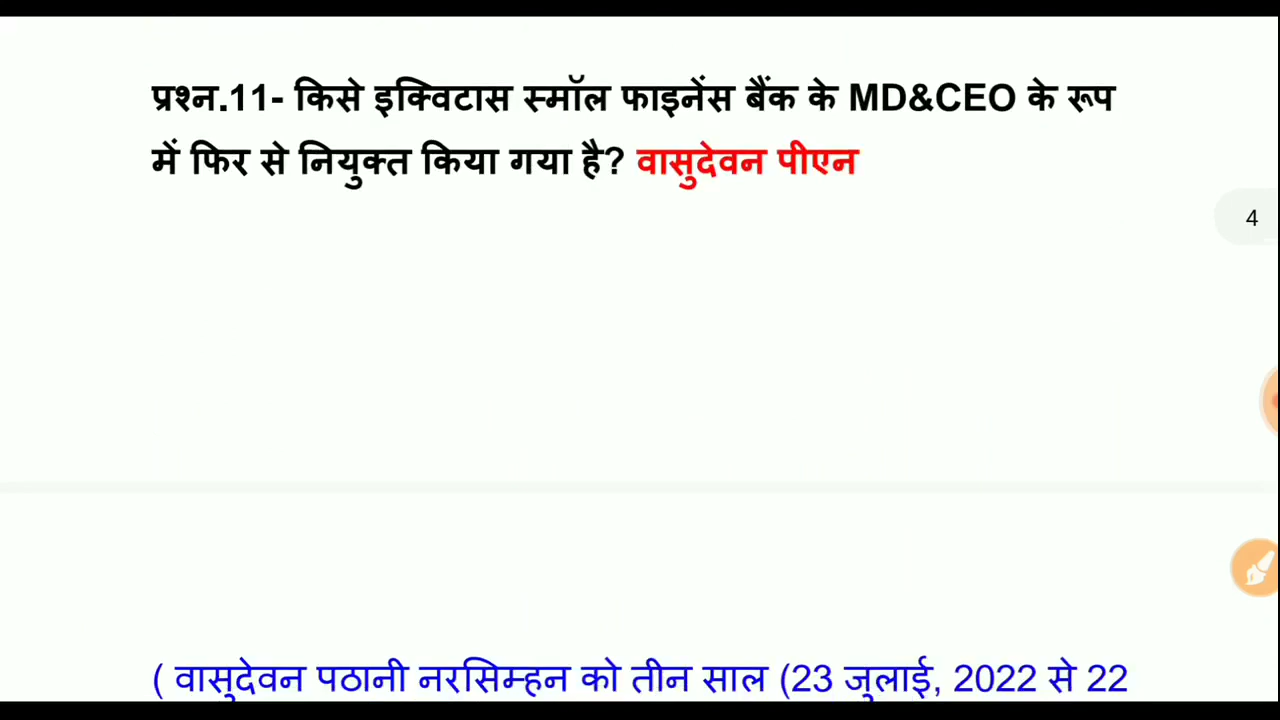 प्रश्न.11- किसे इक्विटास स्मॉल फाइनेंस बैंक के MD&CEO के रूप
में फिर से नियुक्त किया गया है? वासुदेवन पीएन
4
( वासुदेवन पठानी नरसिम्हन को तीन साल (23 जुलाई, 2022 से 22